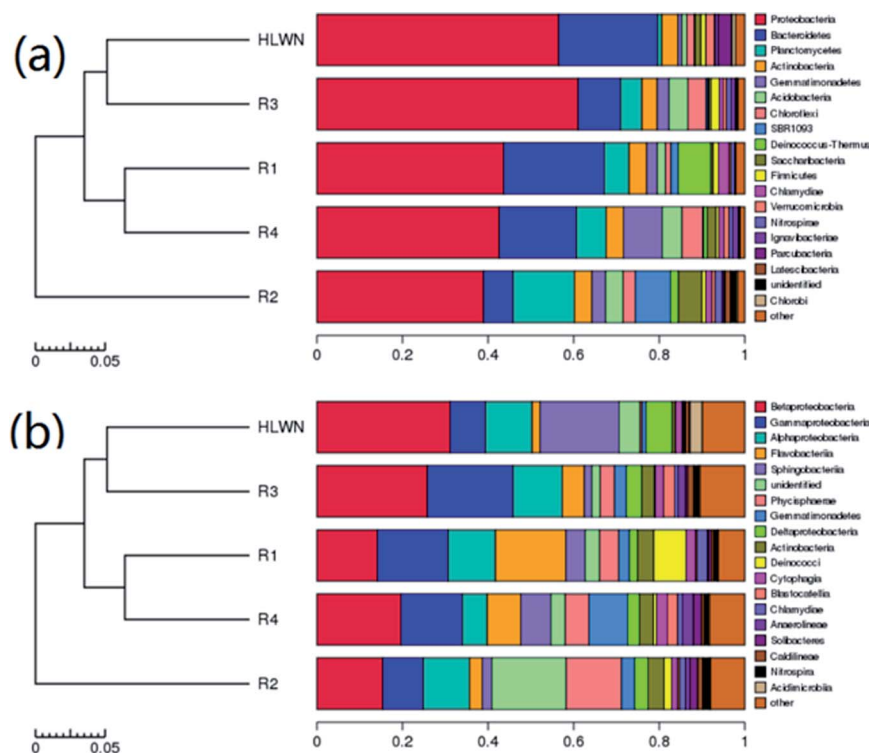 (a)
HLWN
R3
R1
R4
R2
0 0.05
0 0.2 0.4 0.6 0.8 1
Proteobacteria
Bacteroidetes
Planctomycetes
Actinobacteria
Gemmatimonadetes
Acidobacteria
Chloroflexi
SBR1093
Deinococcus-Thermus
Saccharibacteria
Firmicutes
Chlamydiae
Verrucomicrobia
Nitrospirae
Ignavibacteriae
Parcubacteria
Latescibacteria
unidentified
Chlorobi
other
(b)
HLWN
R3
R1
R4
R2
0 0.05
0 0.2 0.4 0.6 0.8 1
Betaproteobacteria
Gammaproteobacteria
Alphaproteobacteria
Flavobacteriia
Sphingobacteriia
unidentified
Phycisphaerae
Gemmatimonadetes
Deltaproteobacteria
Actinobacteria
Deinococci
Cytophagia
Blastocatellia
Chlamydiae
Anaerolineae
Solibacteres
Caldilineae
Nitrospira
Acidimicrobiia
other